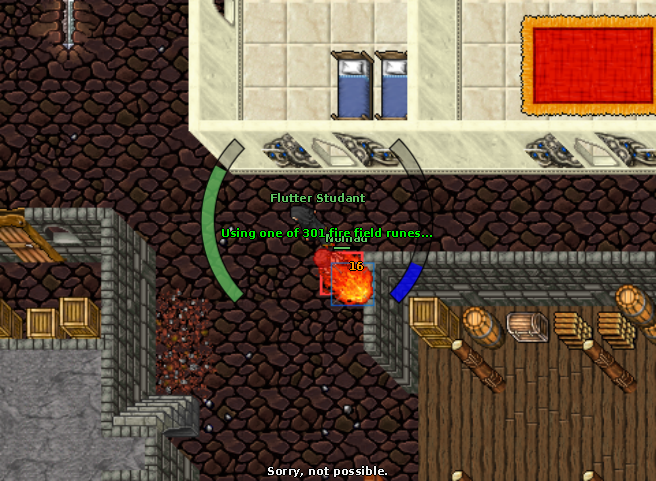 Flutter Studant
Using one of 301 fire field runes...
Nomad
16
Sorry, not possible.